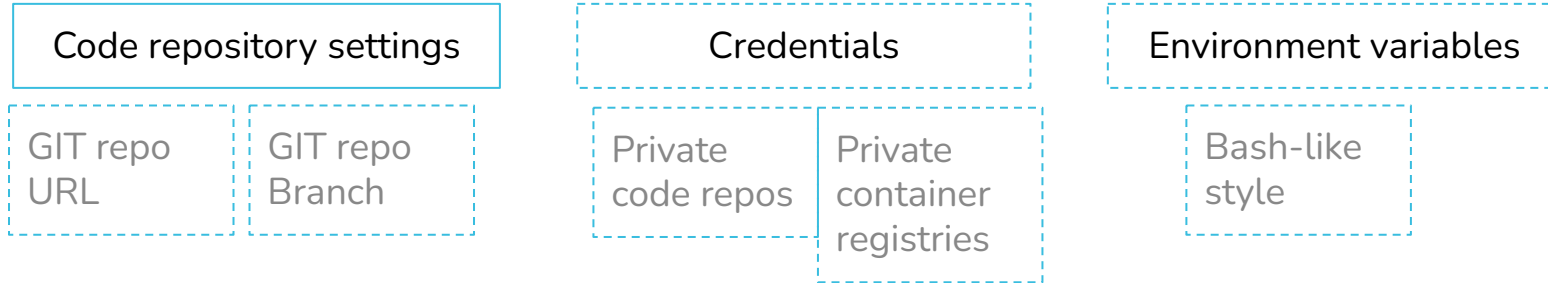 Code repository settings
Credentials
Environment variables
GIT repo
URL
GIT repo
Branch
Private
code repos
Private
container
registries
Bash-like
style